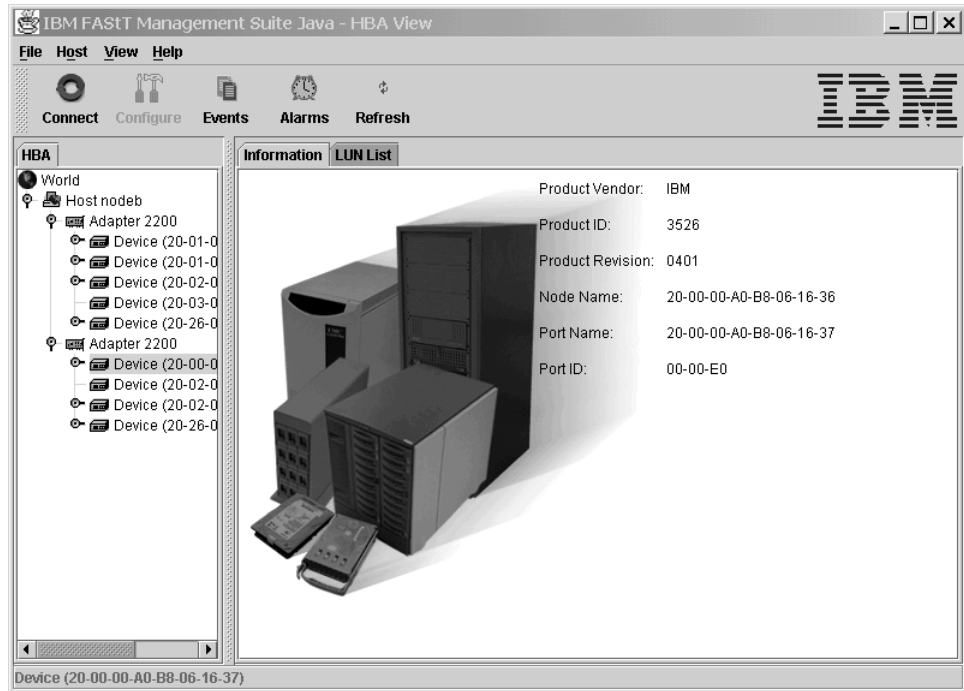 IBM FAStT Management Suite Java - HBA View
File Host View Help
Connect Configure Events Alarms Refresh
IBM
HBA
Information LUN List
World
Host nodeb
Adapter 2200
Device (20-01-0
Device (20-01-0
Device (20-02-0
Device (20-03-0
Device (20-26-0
Adapter 2200
Device (20-00-0
Device (20-02-0
Device (20-02-0
Device (20-26-0
Product Vendor: IBM
Product ID: 3526
Product Revision: 0401
Node Name: 20-00-00-A0-B8-06-16-36
Port Name: 20-00-00-A0-B8-06-16-37
Port ID: 00-00-E0
Device (20-00-00-A0-B8-06-16-37)